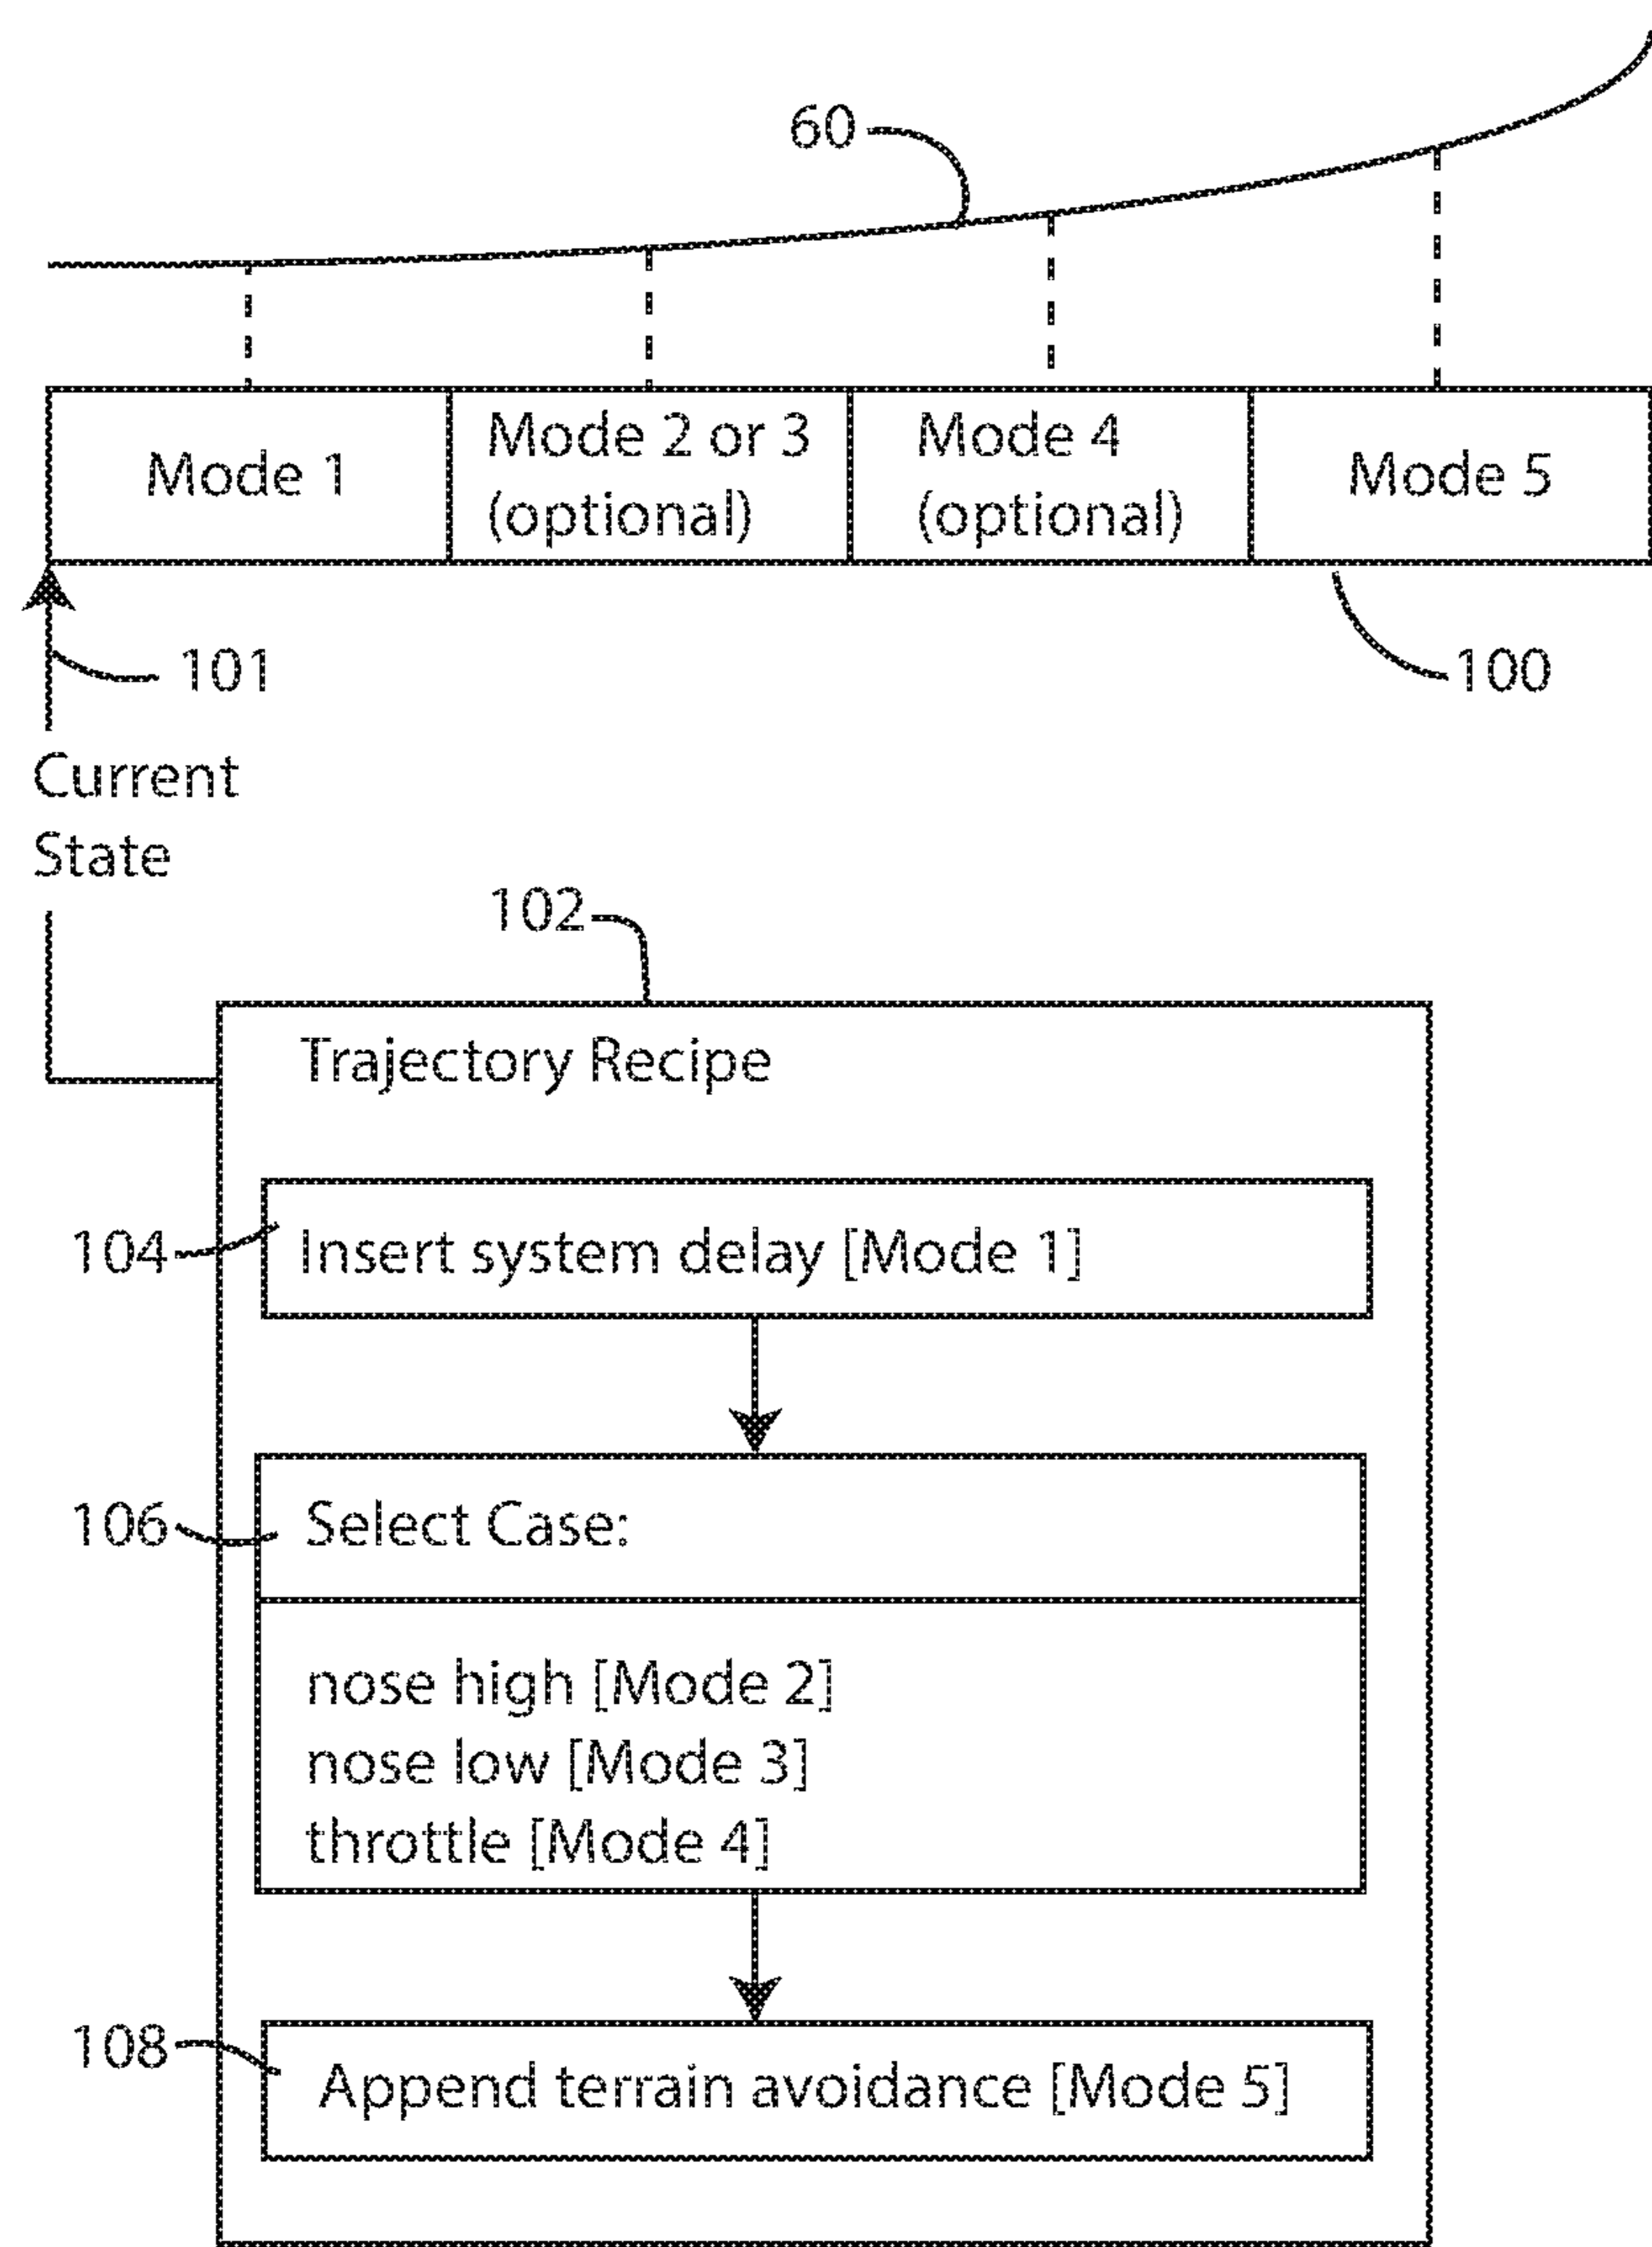 60
Mode 1
Mode 2 or 3
(optional)
Mode 4
(optional)
Mode 5
101
100
Current
State
102
Trajectory Recipe
104
Insert system delay [Mode 1]
106
Select Case:
nose high [Mode 2]
nose low [Mode 3]
throttle [Mode 4]
108
Append terrain avoidance [Mode 5]